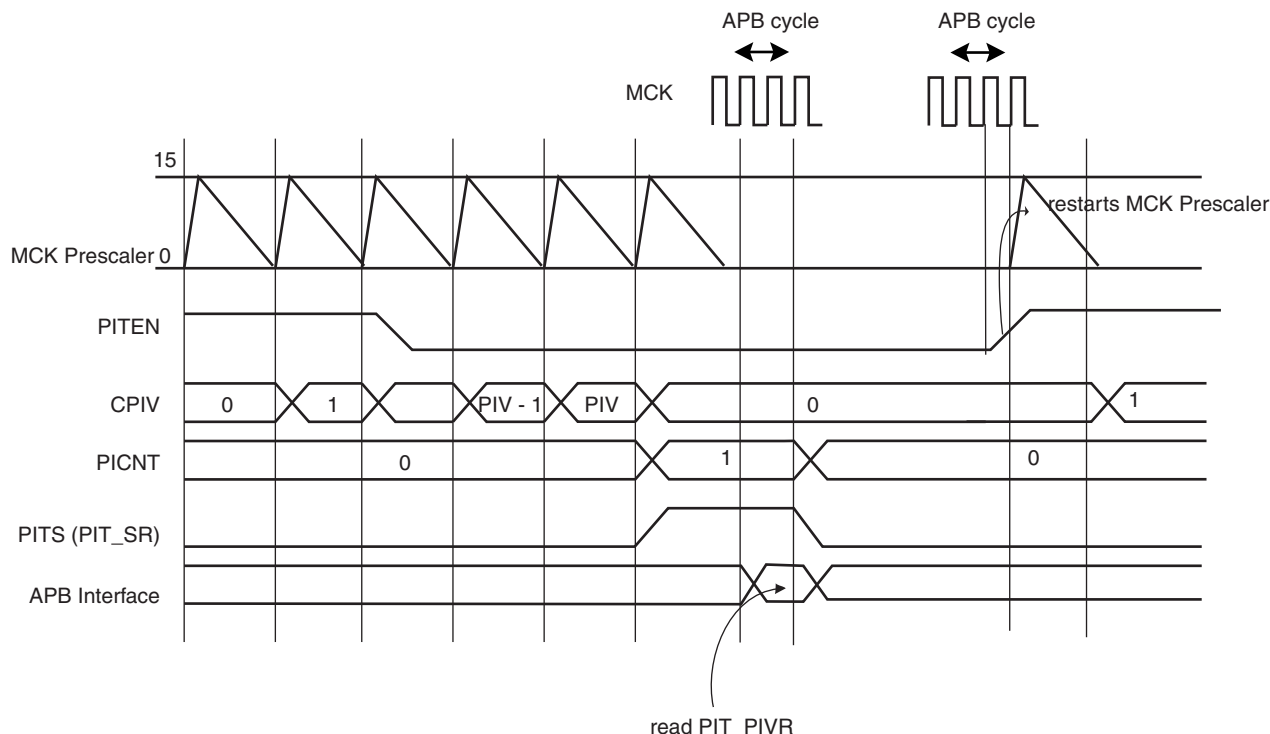 APB cycle
APB cycle
MCK
15
restarts MCK Prescaler
MCK Prescaler 0
PITEN
CPIV
0
1
PIV - 1
PIV
0
1
PICNT
0
1
0
PITS (PIT_SR)
APB Interface
read PIT_PIVR